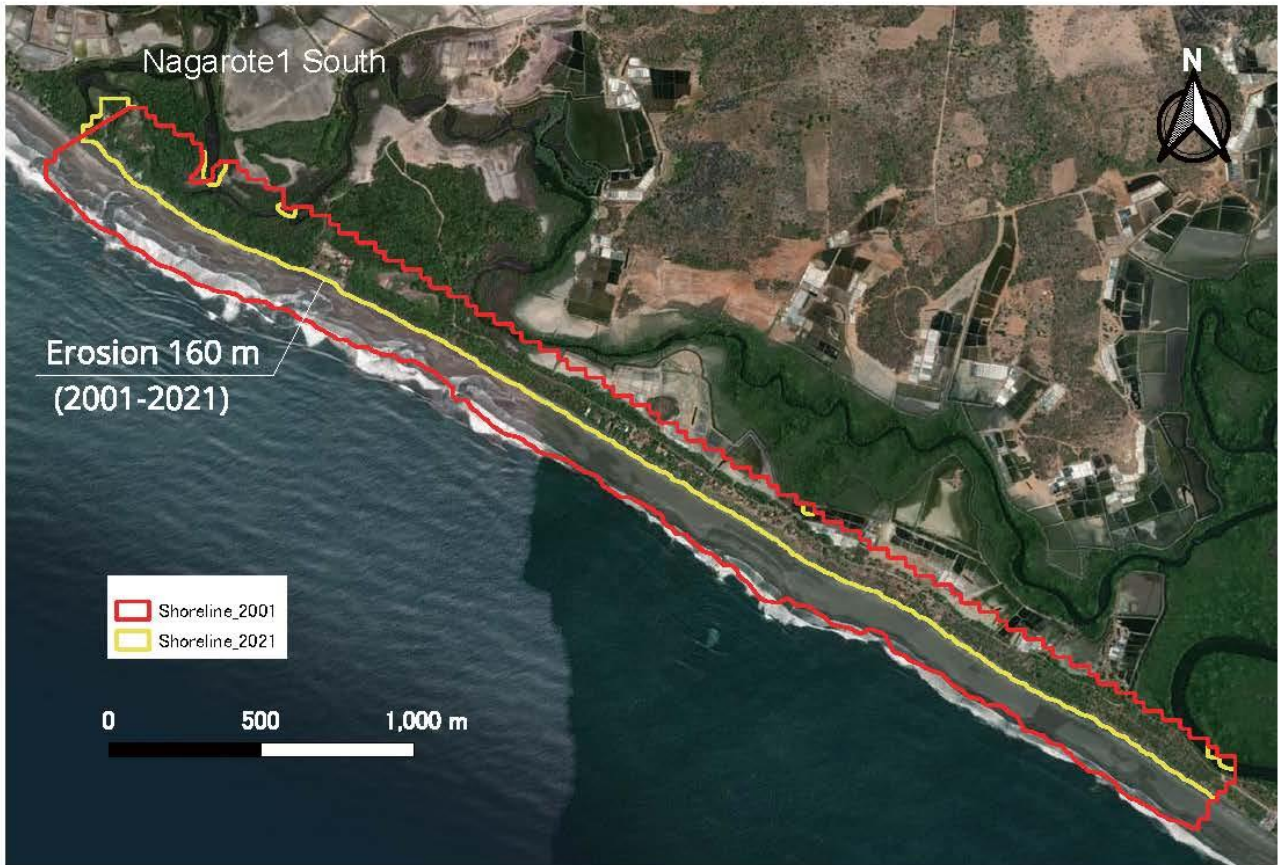 Nagarote1 South
N
Erosion 160 m
(2001-2021)
Shoreline_2001
Shoreline_2021
0 500 1,000 m